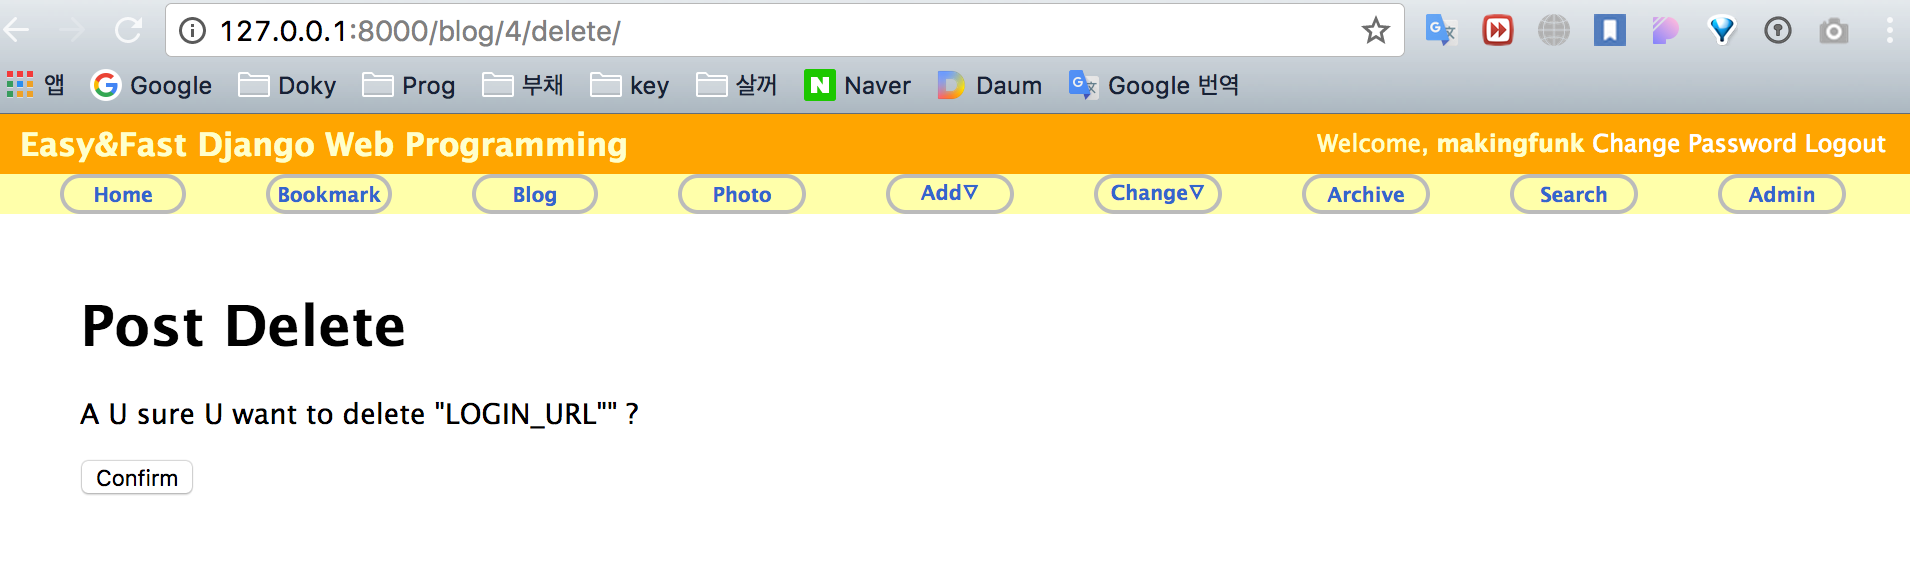 127.0.0.1:8000/blog/4/delete/
앱 Google Doky Prog 부채 key 살꺼 Naver Daum Google 번역
Easy&Fast Django Web Programming Welcome, makingfunk Change Password Logout
Home Bookmark Blog Photo Add▽ Change▽ Archive Search Admin
Post Delete
A U sure U want to delete "LOGIN_URL"" ?
Confirm